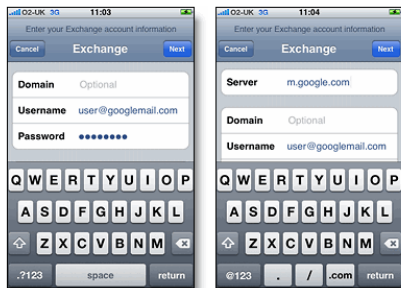 O2-UK 3G 11:03
Enter your Exchange account information
Cancel Exchange Next
Domain Optional
Username user@googlemail.com
Password ●●●●●●●●
Q W E R T Y U I O P
A S D F G H J K L
Z X C V B N M
.?123 space return
O2-UK 3G 11:04
Enter your Exchange account information
Cancel Exchange Next
Server m.google.com
Domain Optional
Username user@googlemail.com
Q W E R T Y U I O P
A S D F G H J K L
Z X C V B N M
@123 . / .com return